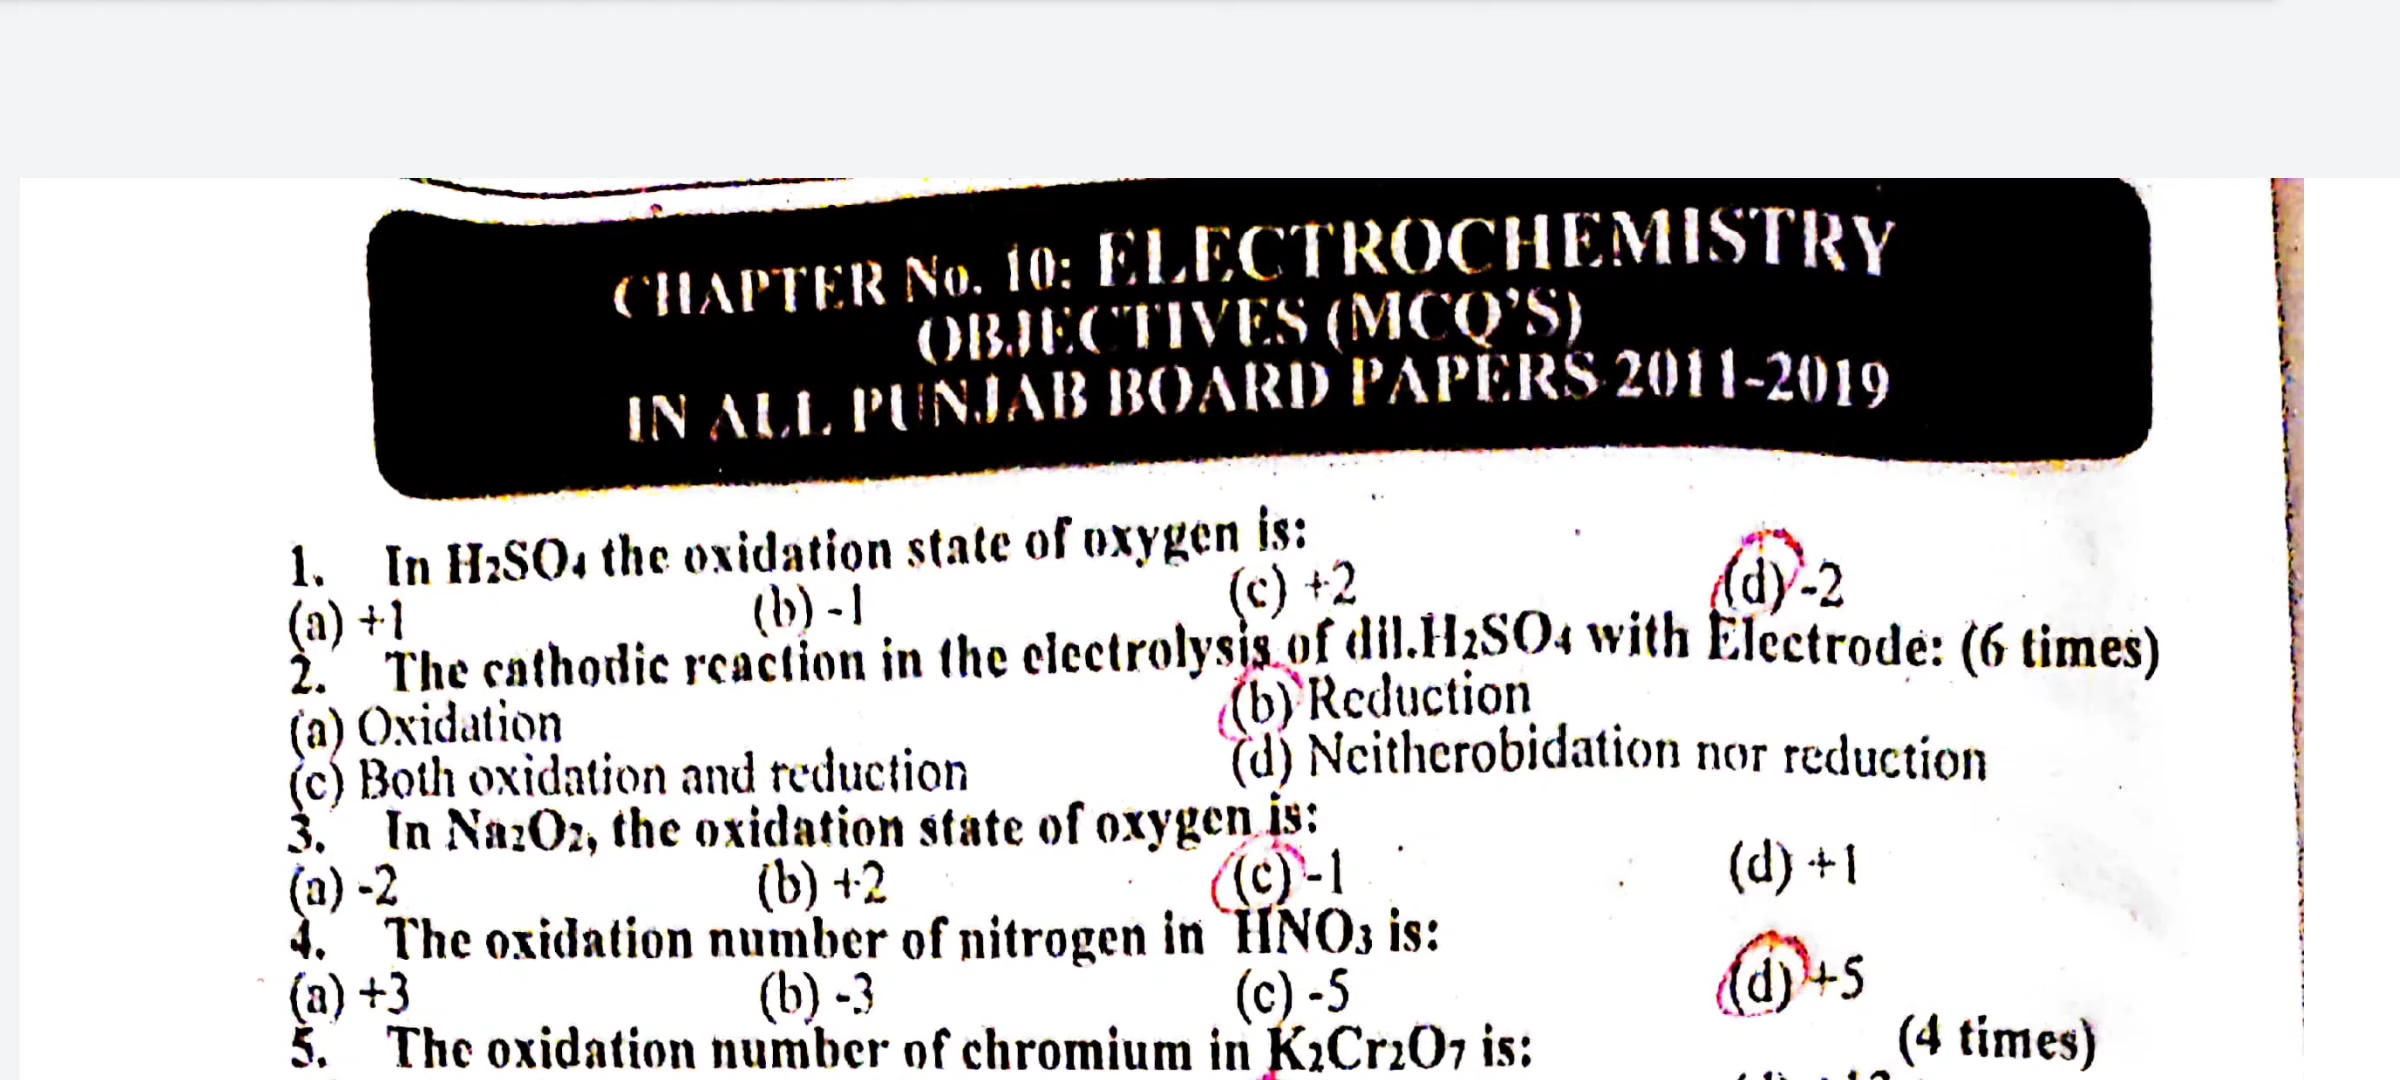 CHAPTER No. 10: ELECTROCHEMISTRY
OBJECTIVES (MCQ'S)
IN ALL PUNJAB BOARD PAPERS 2011-2019
1. In H₂SO₄ the oxidation state of oxygen is:
(a) +1 (b) -1 (c) +2 (d) -2
2. The cathodic reaction in the electrolysis of dil.H₂SO₄ with Electrode: (6 times)
(a) Oxidation (b) Reduction
(c) Both oxidation and reduction (d) Neitherobidation nor reduction
3. In Na₂O₂, the oxidation state of oxygen is:
(a) -2 (b) +2 (c) -1 (d) +1
4. The oxidation number of nitrogen in HNO₃ is:
(a) +3 (b) -3 (c) -5 (d) +5
5. The oxidation number of chromium in K₂Cr₂O₇ is: (4 times)